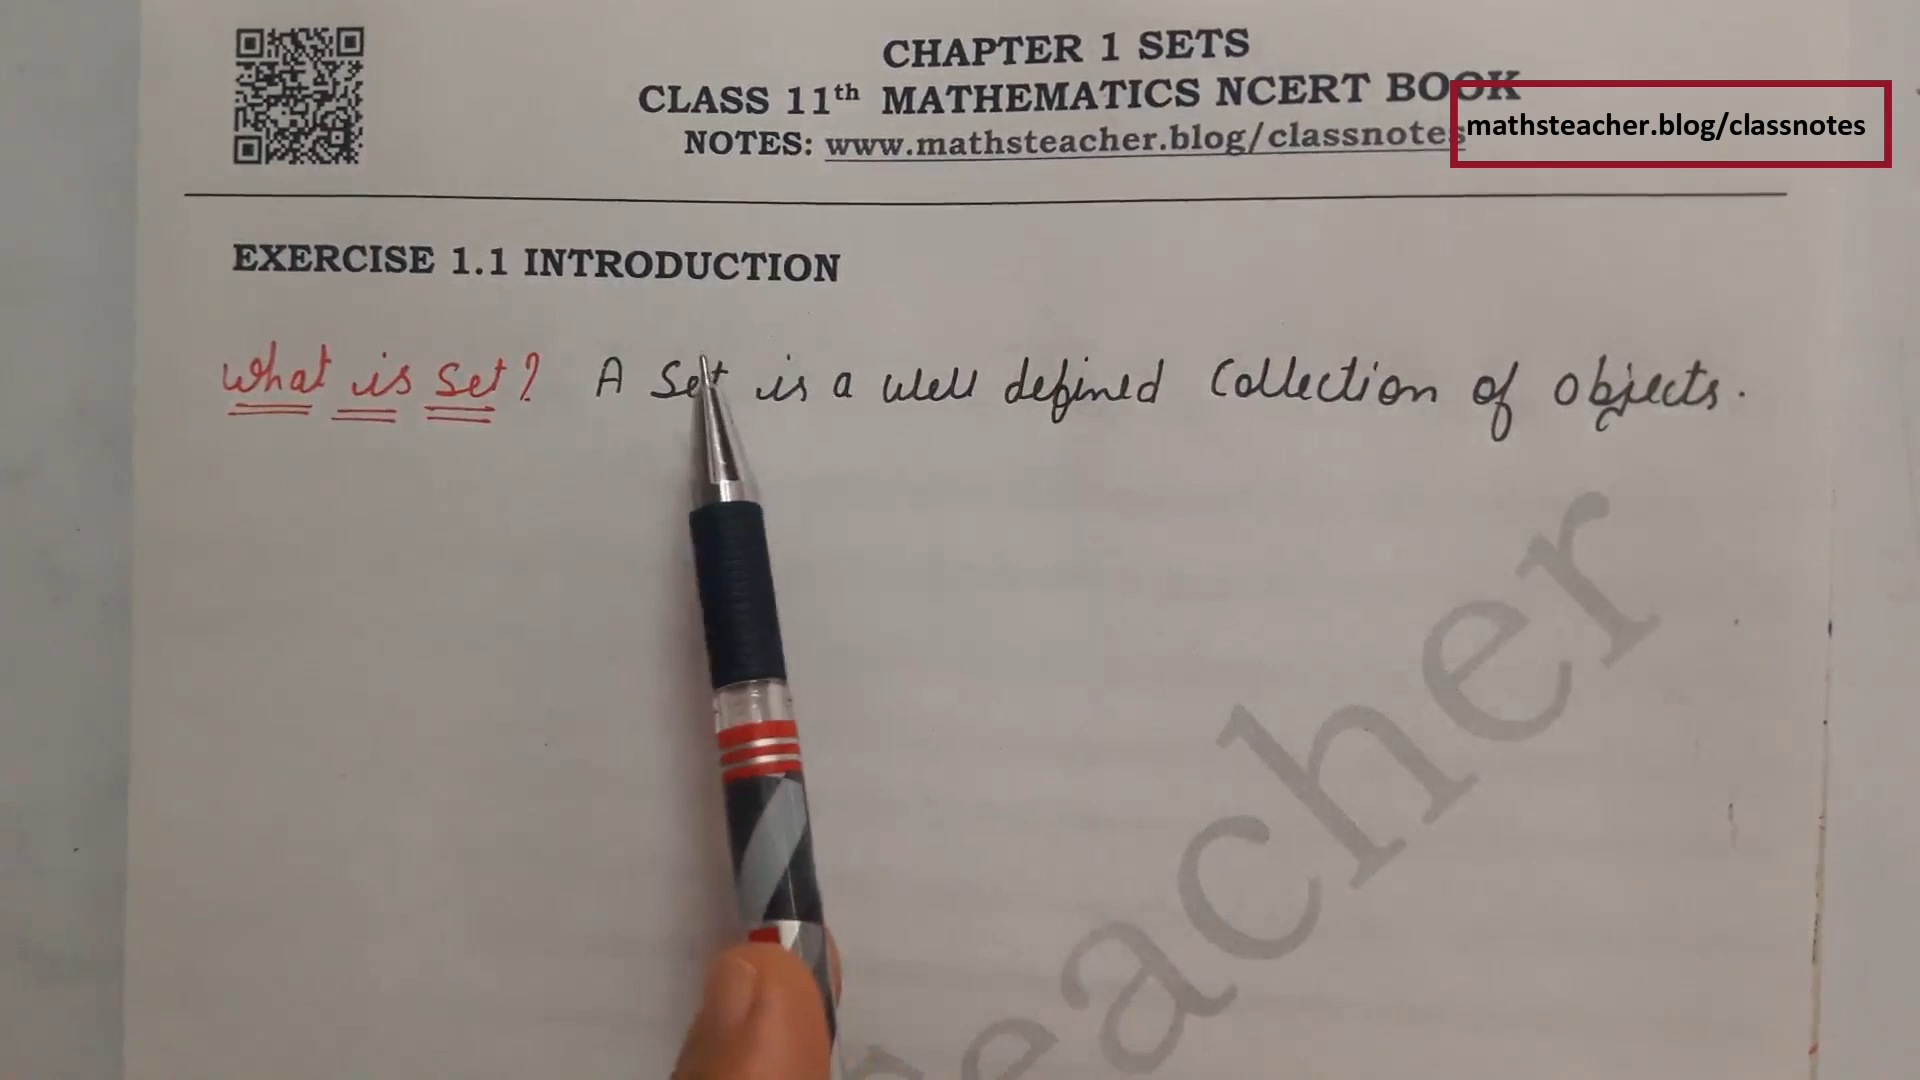 CHAPTER 1 SETS
CLASS 11th MATHEMATICS NCERT BOOK
NOTES: www.mathsteacher.blog/classnotes
mathsteacher.blog/classnotes
EXERCISE 1.1 INTRODUCTION
What is set? A set is a well defined collection of objects.
eacher